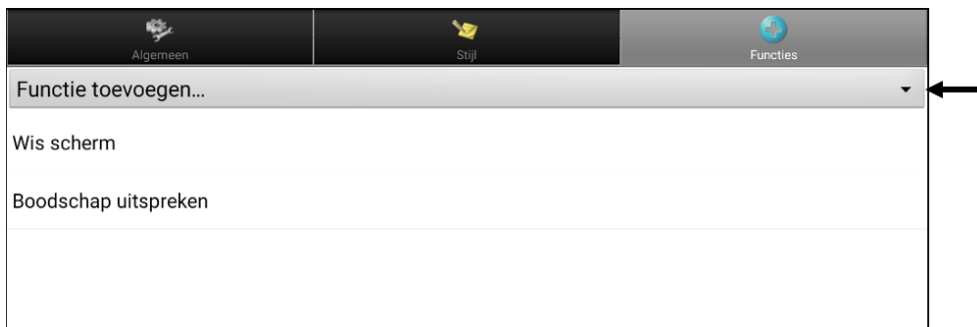 Algemeen
Stijl
Functies
Functie toevoegen...
Wis scherm
Boodschap uitspreken